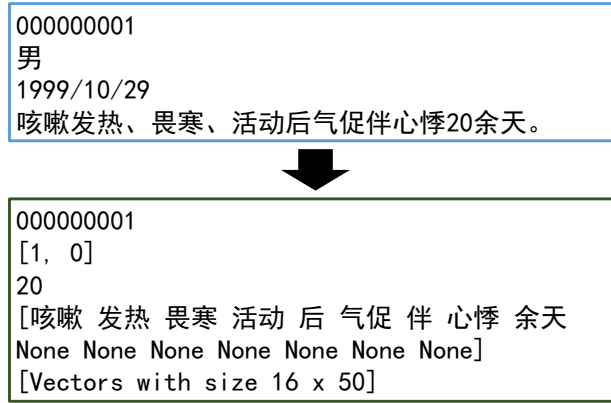 000000001
男
1999/10/29
咳嗽发热、畏寒、活动后气促伴心悸20余天。
000000001
[1, 0]
20
[咳嗽 发热 畏寒 活动 后 气促 伴 心悸 余天
None None None None None None None]
[Vectors with size 16 x 50]